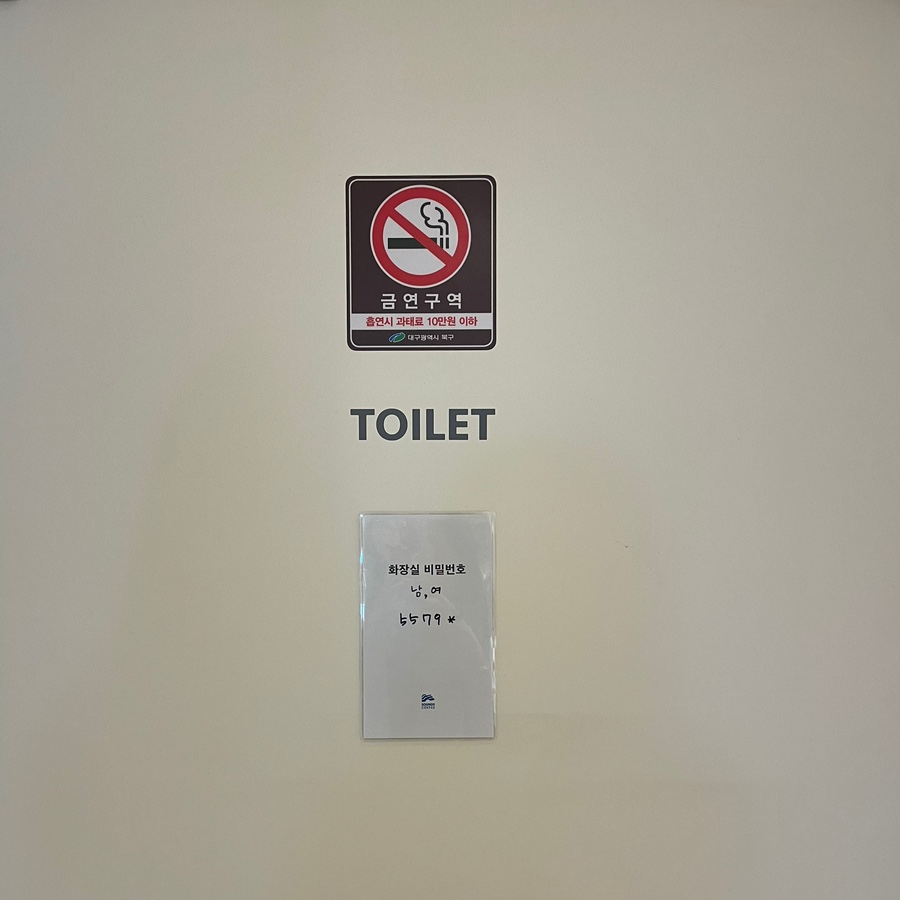 금연구역
흡연시 과태료 10만원 이하
대구광역시 북구
TOILET
화장실 비밀번호
남, 여
5579 *
COFFEE